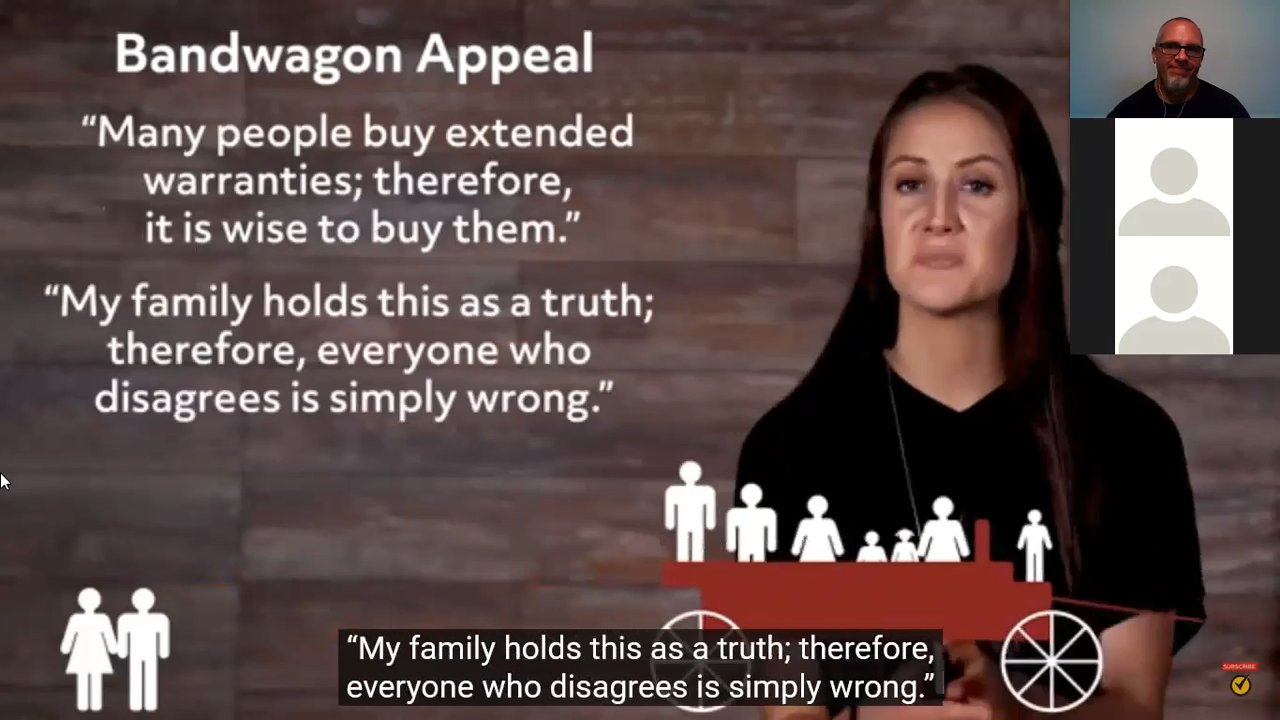 Bandwagon Appeal
“Many people buy extended
warranties; therefore,
it is wise to buy them.”
“My family holds this as a truth;
therefore, everyone who
disagrees is simply wrong.”
“My family holds this as a truth; therefore,
everyone who disagrees is simply wrong.”
SUBSCRIBE